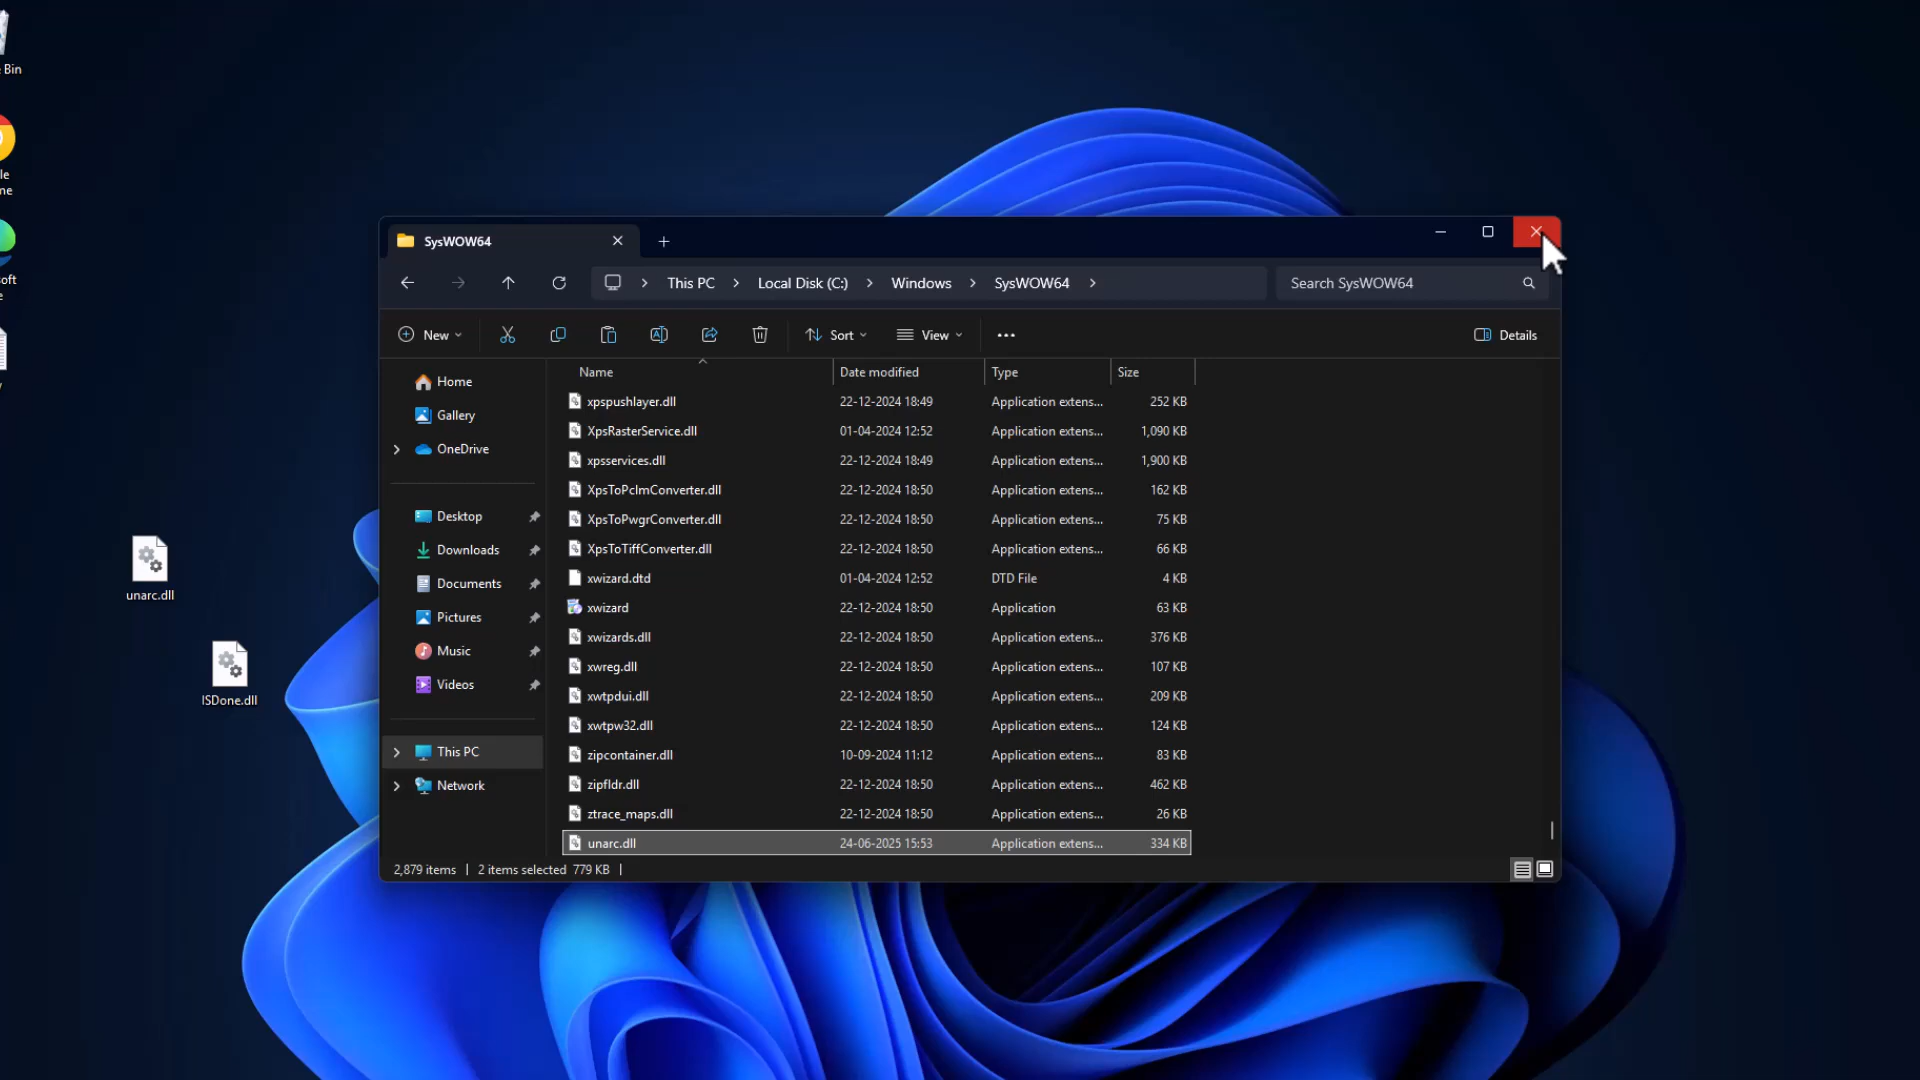 Bin
le
me
soft
e
y
unarc.dll
ISDone.dll
SysWOW64
This PC
Local Disk (C:)
Windows
SysWOW64
Search SysWOW64
New
Sort
View
Details
Home
Gallery
OneDrive
Desktop
Downloads
Documents
Pictures
Music
Videos
This PC
Network
Name Date modified Type Size
xpspushlayer.dll 22-12-2024 18:49 Application extens... 252 KB
XpsRasterService.dll 01-04-2024 12:52 Application extens... 1,090 KB
xpsservices.dll 22-12-2024 18:49 Application extens... 1,900 KB
XpsToPclmConverter.dll 22-12-2024 18:50 Application extens... 162 KB
XpsToPwgrConverter.dll 22-12-2024 18:50 Application extens... 75 KB
XpsToTiffConverter.dll 22-12-2024 18:50 Application extens... 66 KB
xwizard.dtd 01-04-2024 12:52 DTD File 4 KB
xwizard 22-12-2024 18:50 Application 63 KB
xwizards.dll 22-12-2024 18:50 Application extens... 376 KB
xwreg.dll 22-12-2024 18:50 Application extens... 107 KB
xwtpdui.dll 22-12-2024 18:50 Application extens... 209 KB
xwtpw32.dll 22-12-2024 18:50 Application extens... 124 KB
zipcontainer.dll 10-09-2024 11:12 Application extens... 83 KB
zipfldr.dll 22-12-2024 18:50 Application extens... 462 KB
ztrace_maps.dll 22-12-2024 18:50 Application extens... 26 KB
unarc.dll 24-06-2025 15:53 Application extens... 334 KB
2,879 items | 2 items selected 779 KB |